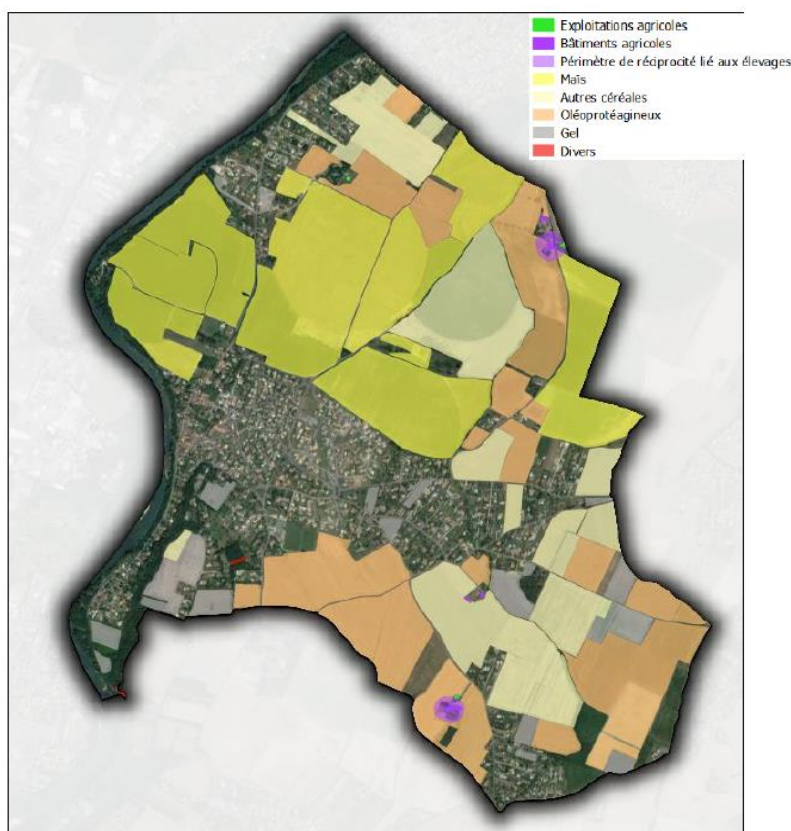 Exploitations agricoles
Bâtiments agricoles
Périmètre de réciprocité lié aux élevages
Maïs
Autres céréales
Oléoprotéagineux
Gel
Divers